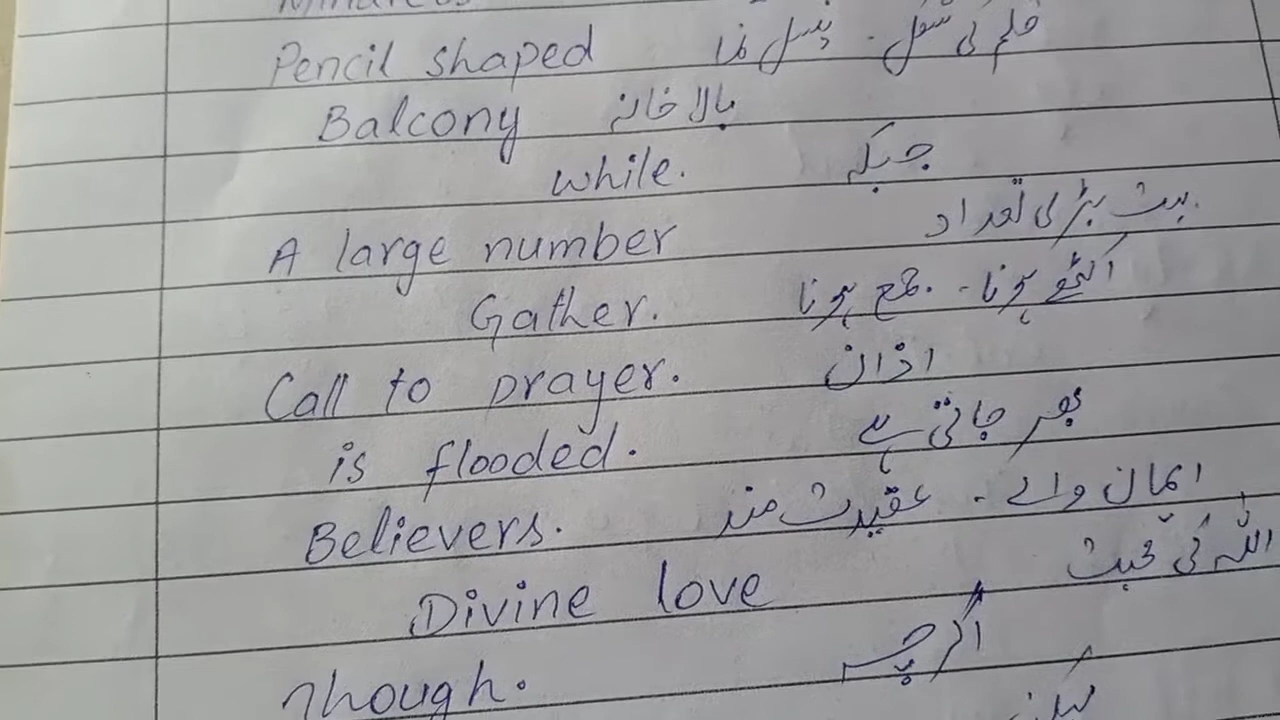 Pencil shaped قلم کی شکل - پنسل نما
Balcony بالا خانہ
while. جبکہ
A large number بہت بڑی تعداد
Gather. اکٹھے ہونا - جمع ہونا
Call to prayer. اذان
is flooded. بھر جاتی ہے
Believers. ایمان والے - عقیدت مند
Divine love اللہ کی محبت
Though. اگرچہ